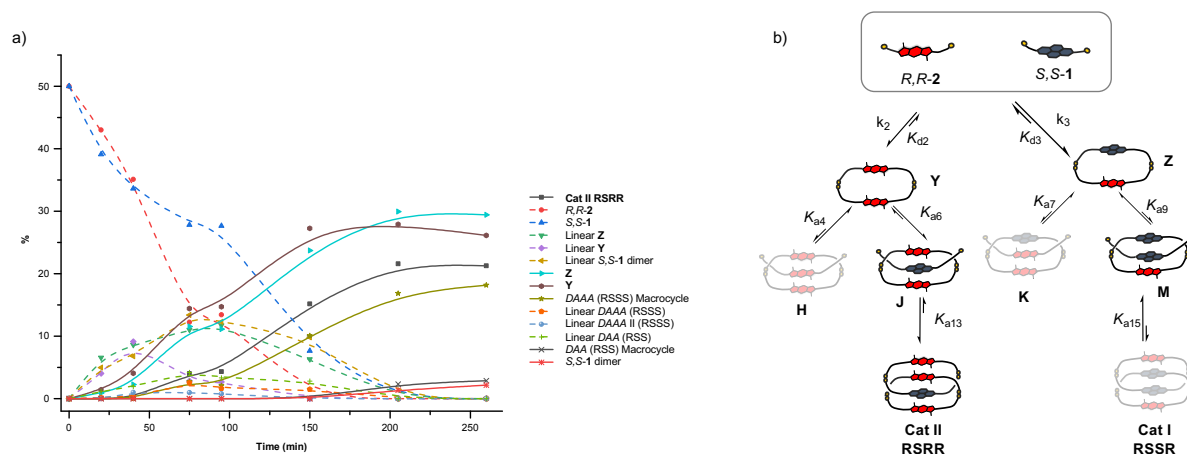 a)
%
50
40
30
20
10
0
0
50
100
150
200
250
Time (min)
Cat II RSRR
R,R-2
S,S-1
Linear Z
Linear Y
Linear S,S-1 dimer
Z
Y
DAAA (RSSS) Macrocycle
Linear DAAA (RSSS)
Linear DAAA II (RSSS)
Linear DAA (RSS)
DAA (RSS) Macrocycle
S,S-1 dimer
b)
R,R-2
S,S-1
k2
Kd2
Kd3
k3
Y
Z
Ka4
Ka6
Ka7
Ka9
H
J
K
M
Ka13
Ka15
Cat II
RSRR
Cat I
RSSR